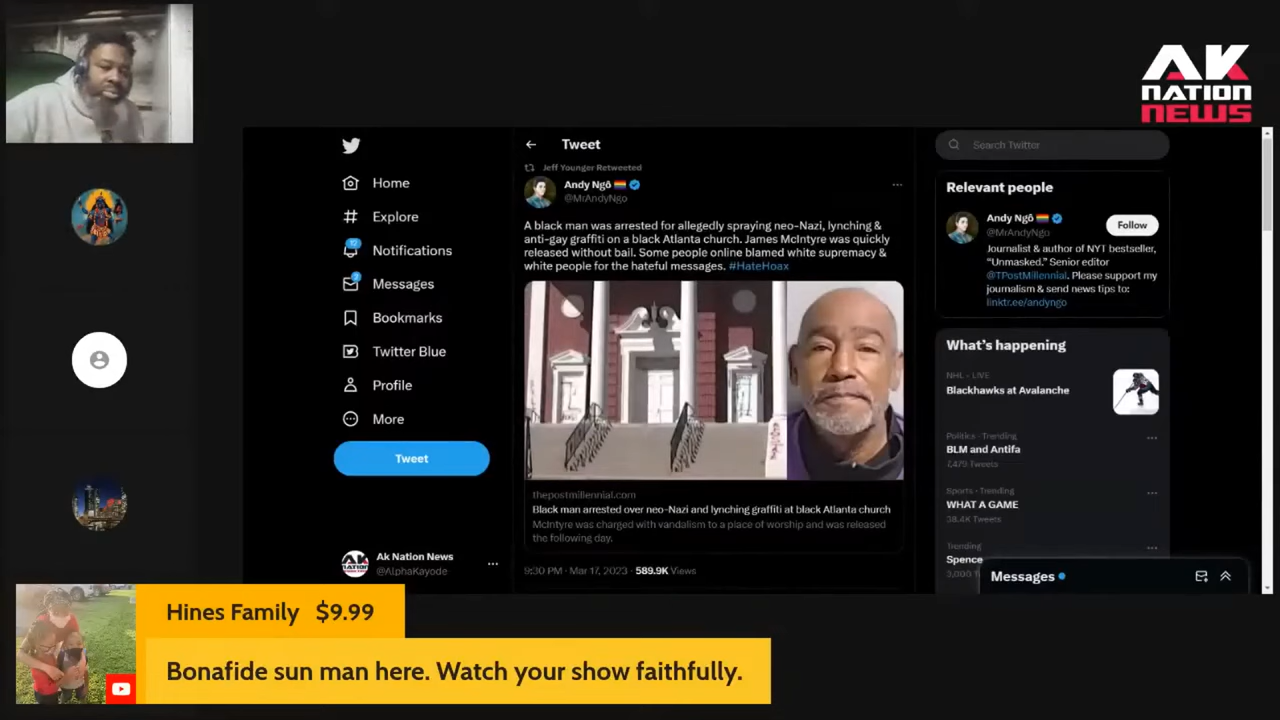 AK
NATION
NEWS
Home
Explore
Notifications
Messages
Bookmarks
Twitter Blue
Profile
More
Tweet
Ak Nation News
@AlphaKayode
Tweet
Jeff Younger Retweeted
Andy Ngô
@MrAndyNgo
A black man was arrested for allegedly spraying neo-Nazi, lynching &
anti-gay graffiti on a black Atlanta church. James McIntyre was quickly
released without bail. Some people online blamed white supremacy &
white people for the hateful messages. #HateHoax
thepostmillennial.com
Black man arrested over neo-Nazi and lynching graffiti at black Atlanta church
McIntyre was charged with vandalism to a place of worship and was released
the following day.
9:30 PM · Mar 17, 2023 · 589.9K Views
Search Twitter
Relevant people
Andy Ngô
@MrAndyNgo
Follow
Journalist & author of NYT bestseller,
"Unmasked." Senior editor
@TPostMillennial. Please support my
journalism & send news tips to:
linktr.ee/andyngo
What's happening
NHL · LIVE
Blackhawks at Avalanche
Politics · Trending
BLM and Antifa
7,479 Tweets
Sports · Trending
WHAT A GAME
38.4K Tweets
Trending
Spence
Messages
Hines Family $9.99
Bonafide sun man here. Watch your show faithfully.